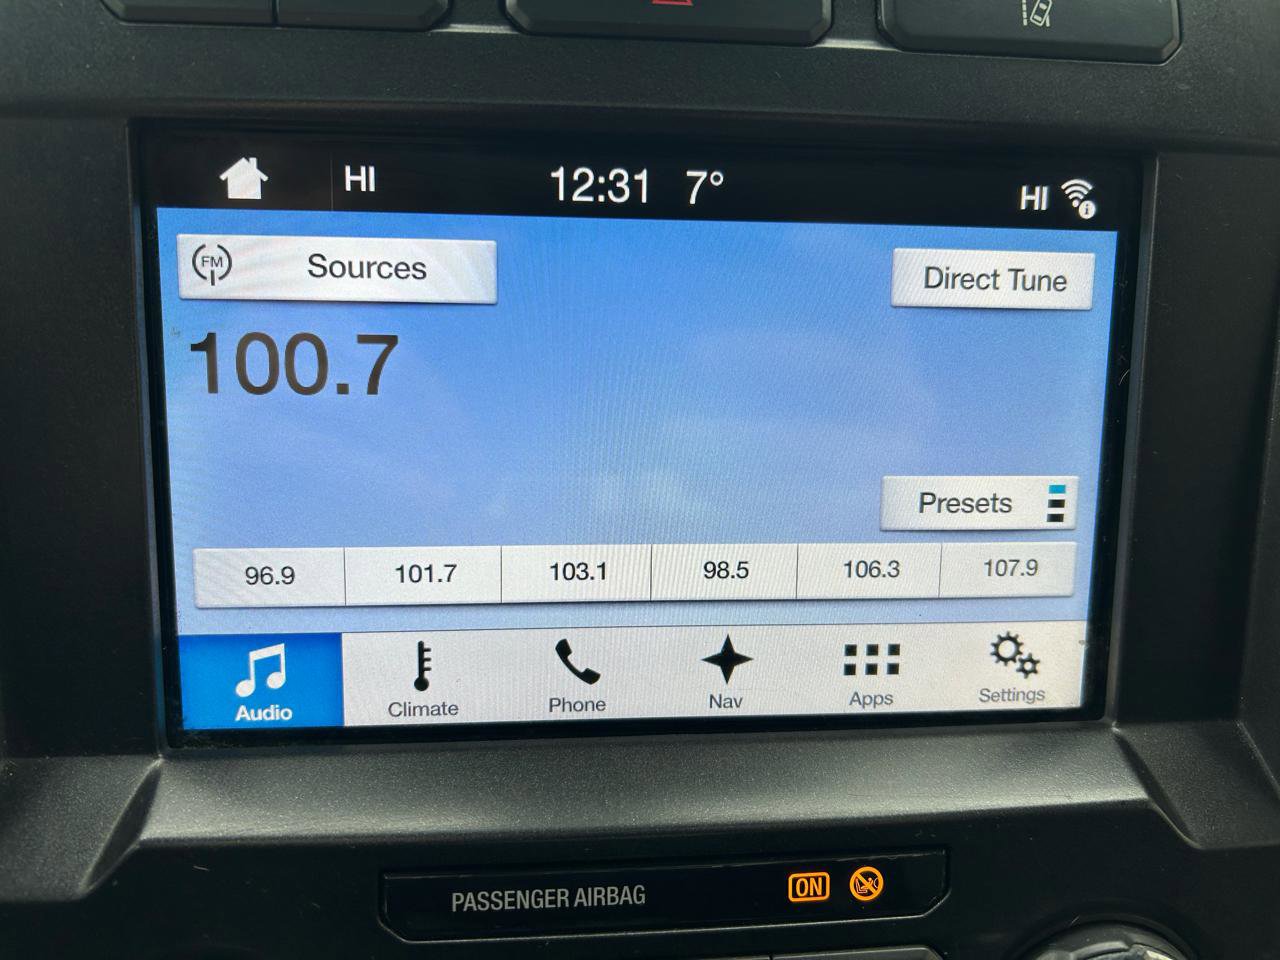 HI 12:31 7° HI
FM Sources Direct Tune
100.7
Presets
96.9 101.7 103.1 98.5 106.3 107.9
Audio Climate Phone Nav Apps Settings
PASSENGER AIRBAG ON